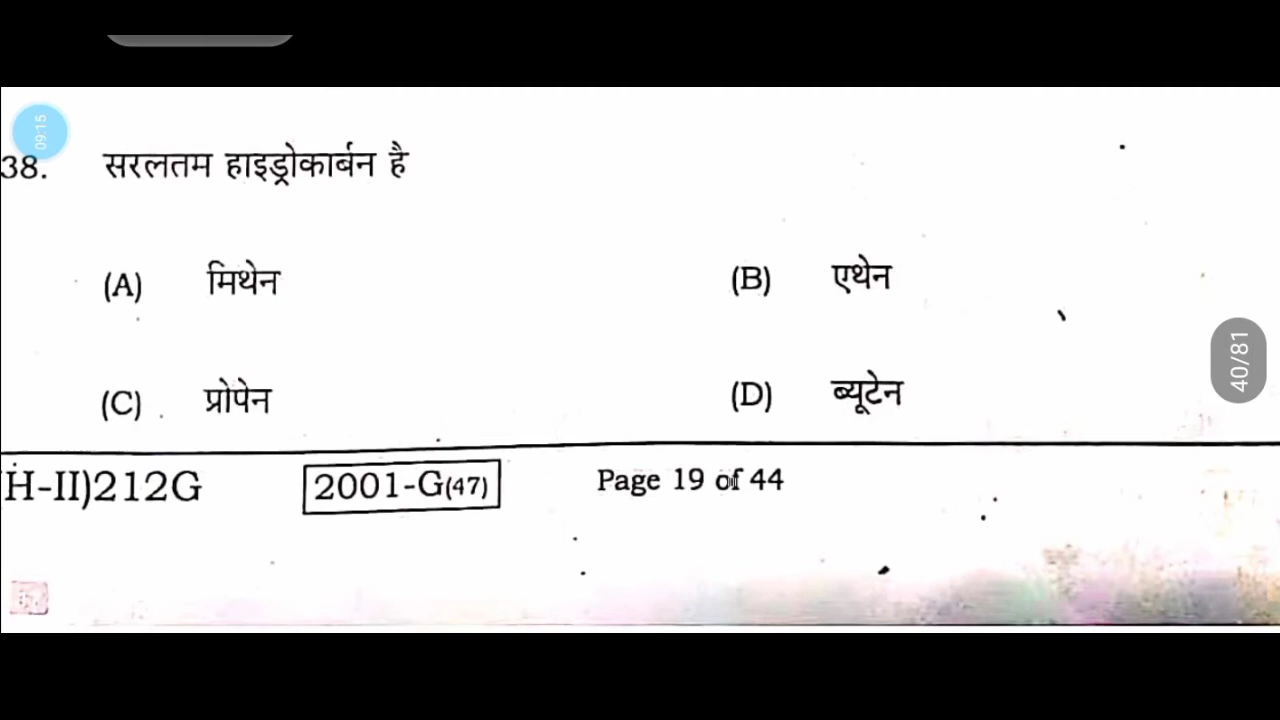 09:15
38. सरलतम हाइड्रोकार्बन है
(A) मिथेन (B) एथेन
(C) प्रोपेन (D) ब्यूटेन
40/81
H-II)212G 2001-G(47) Page 19 of 44